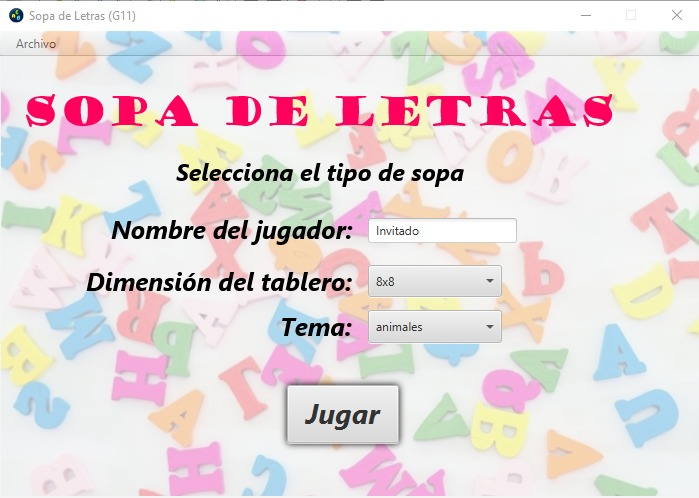 Sopa de Letras (G11)
Archivo
SOPA DE LETRAS
Selecciona el tipo de sopa
Nombre del jugador: Invitado
Dimensión del tablero: 8x8
Tema: animales
Jugar